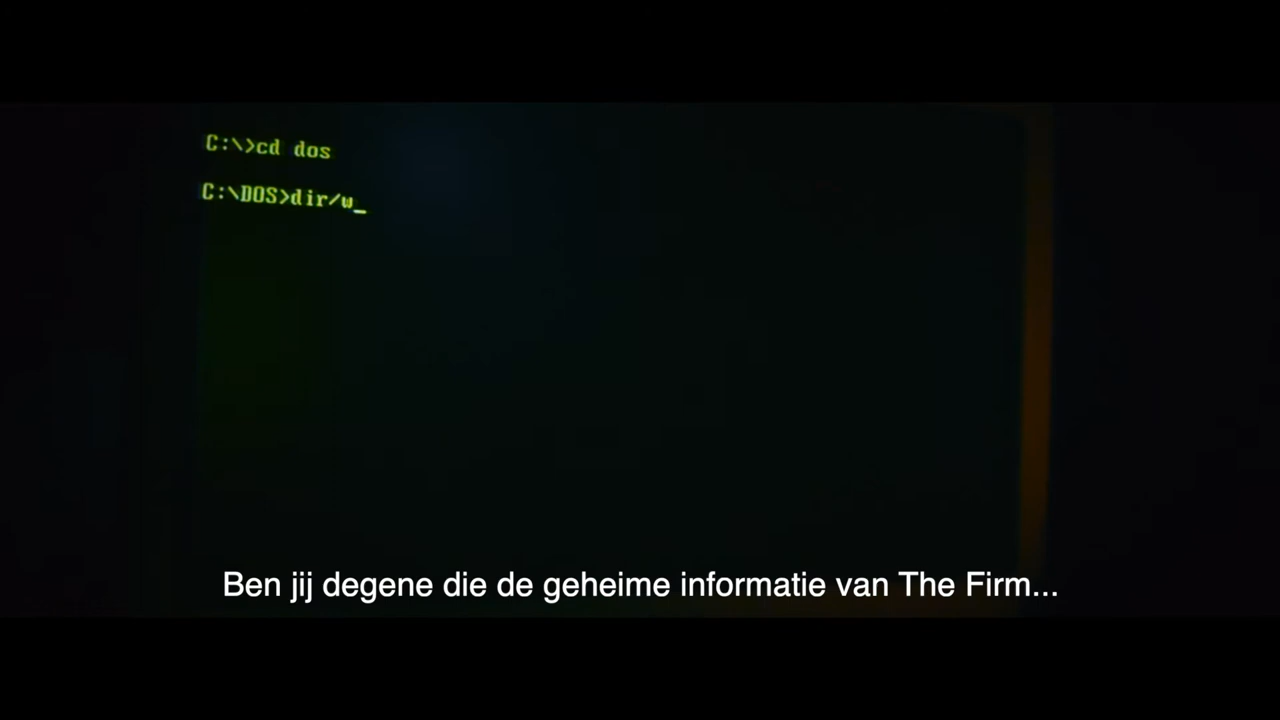 C:\>cd dos
C:\DOS>dir/w_
Ben jij degene die de geheime informatie van The Firm...